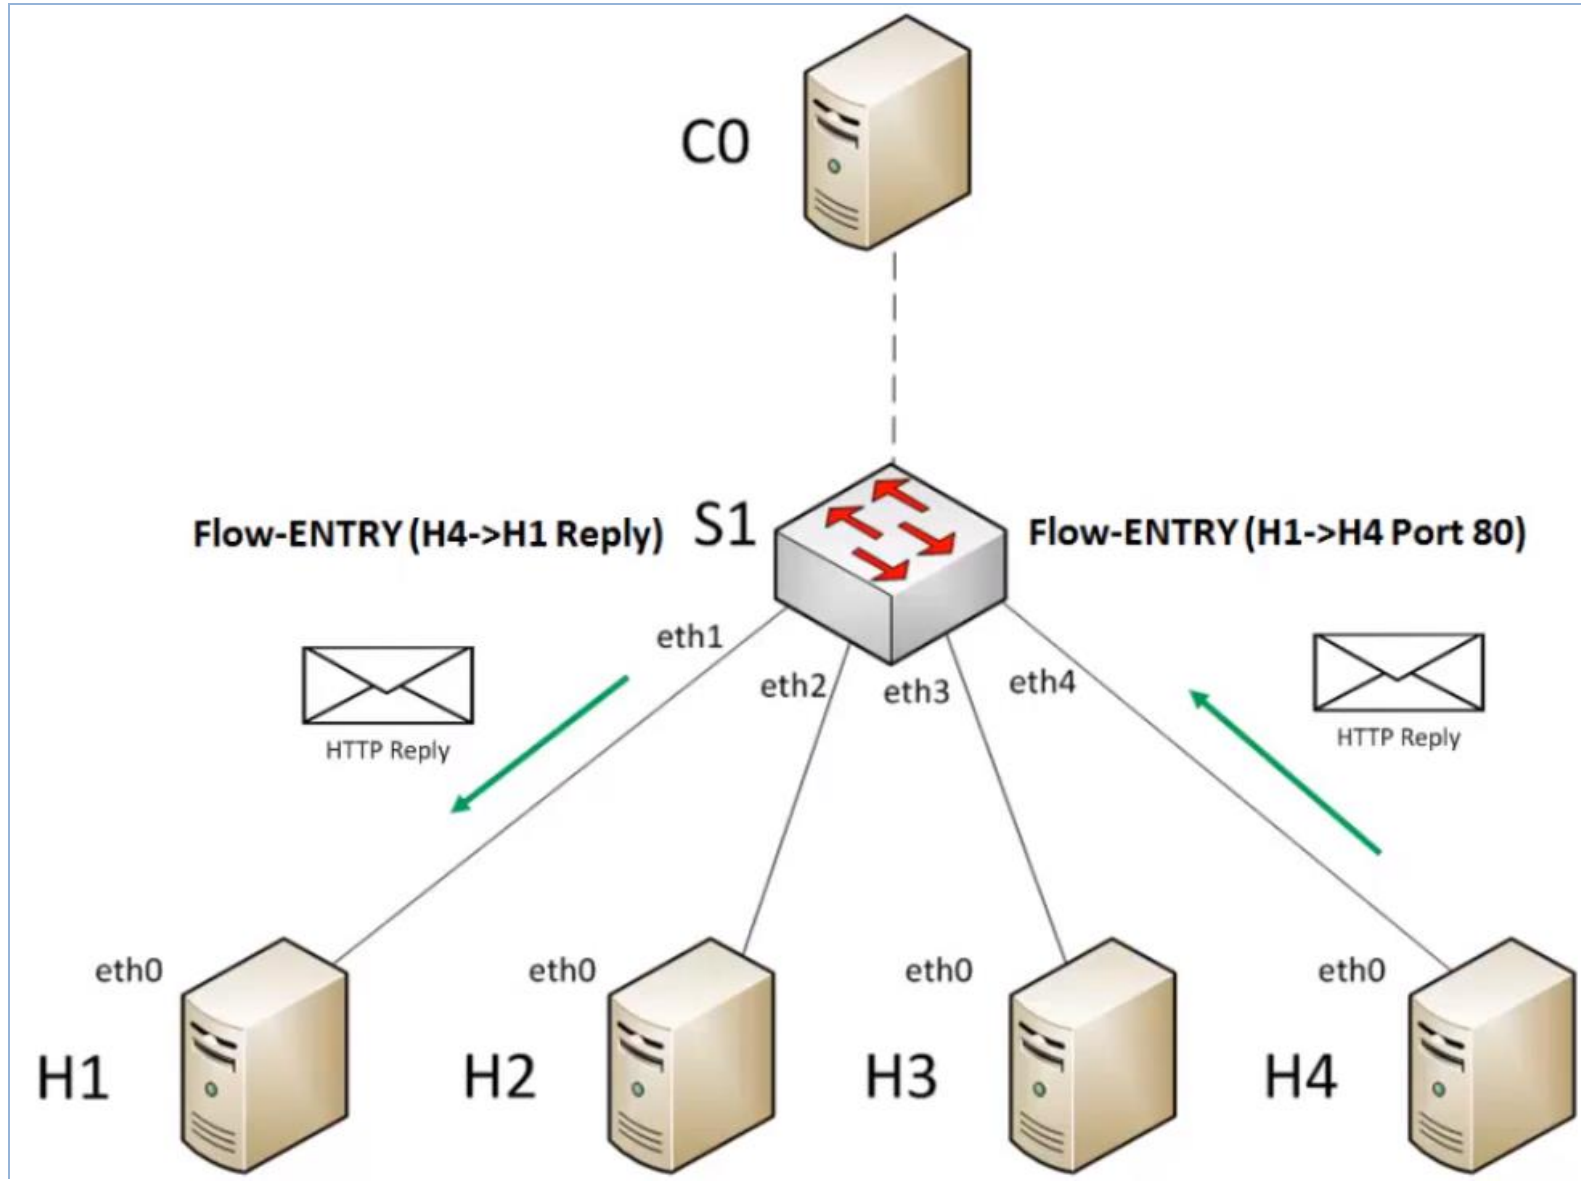 C0
Flow-ENTRY (H4->H1 Reply)
S1
Flow-ENTRY (H1->H4 Port 80)
eth1
eth2
eth3
eth4
HTTP Reply
HTTP Reply
eth0
eth0
eth0
eth0
H1
H2
H3
H4